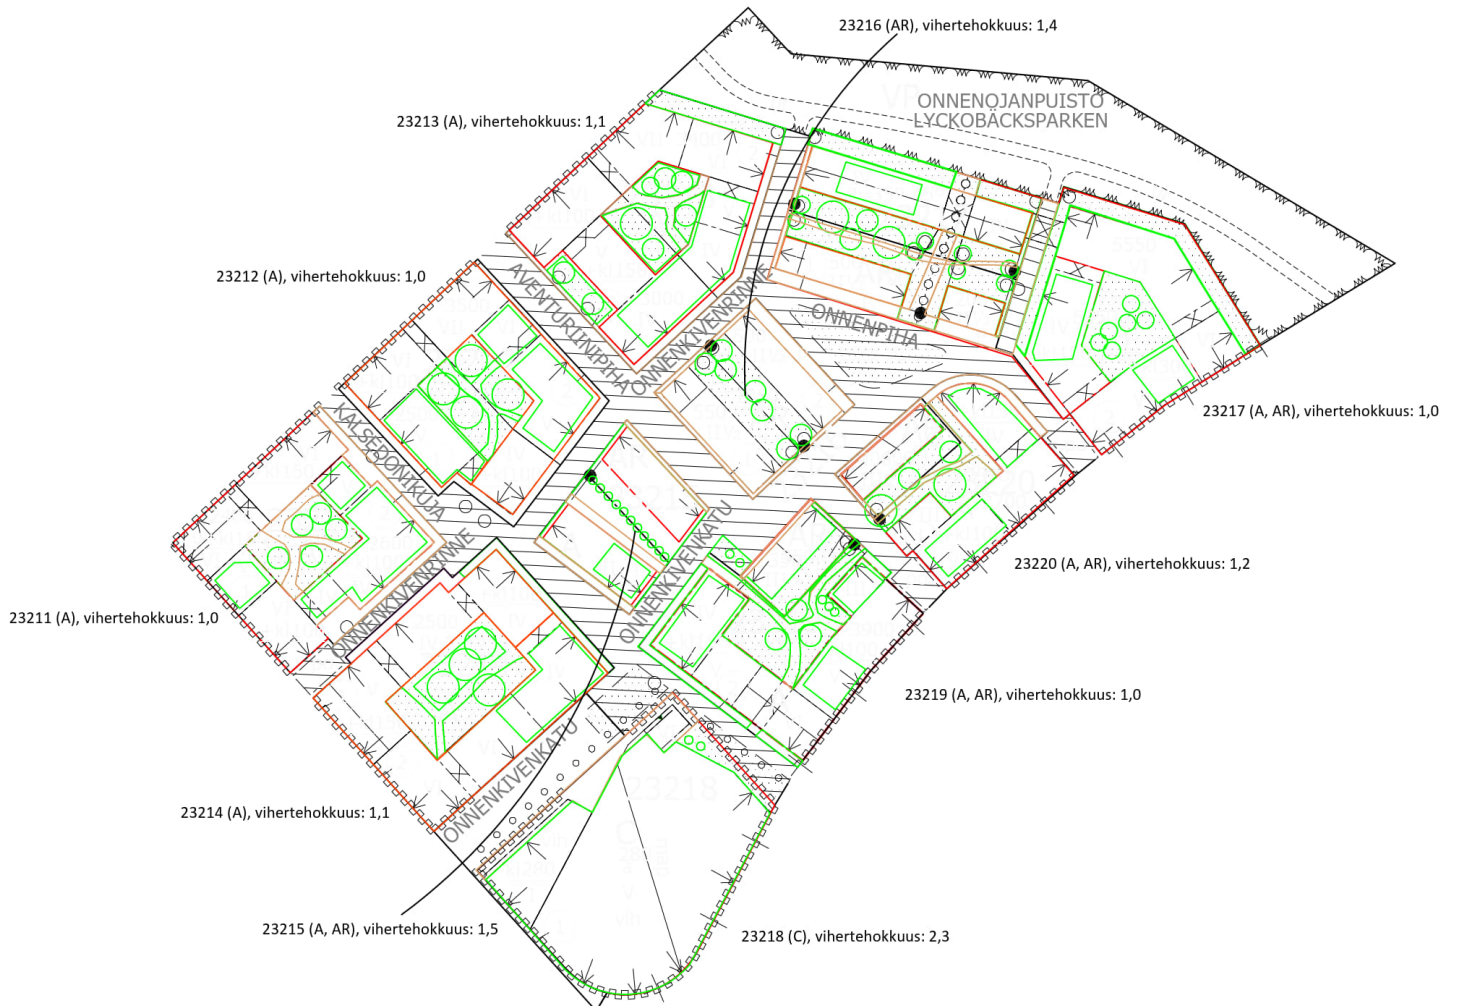 23216 (AR), vihertehokkuus: 1,4
VP
ONNENOJANPUISTO
LYCKOBÄCKSPARKEN
23213 (A), vihertehokkuus: 1,1
23212 (A), vihertehokkuus: 1,0
AVENTURIINIPIHA
ONNENKIVENRINNE
ONNENPIHA
23217 (A, AR), vihertehokkuus: 1,0
KALSEDONIKUJA
ONNENKIVENRINNE
ONNENKIVENKATU
23220 (A, AR), vihertehokkuus: 1,2
23211 (A), vihertehokkuus: 1,0
23219 (A, AR), vihertehokkuus: 1,0
ONNENKIVENKATU
23218
23214 (A), vihertehokkuus: 1,1
23215 (A, AR), vihertehokkuus: 1,5
23218 (C), vihertehokkuus: 2,3